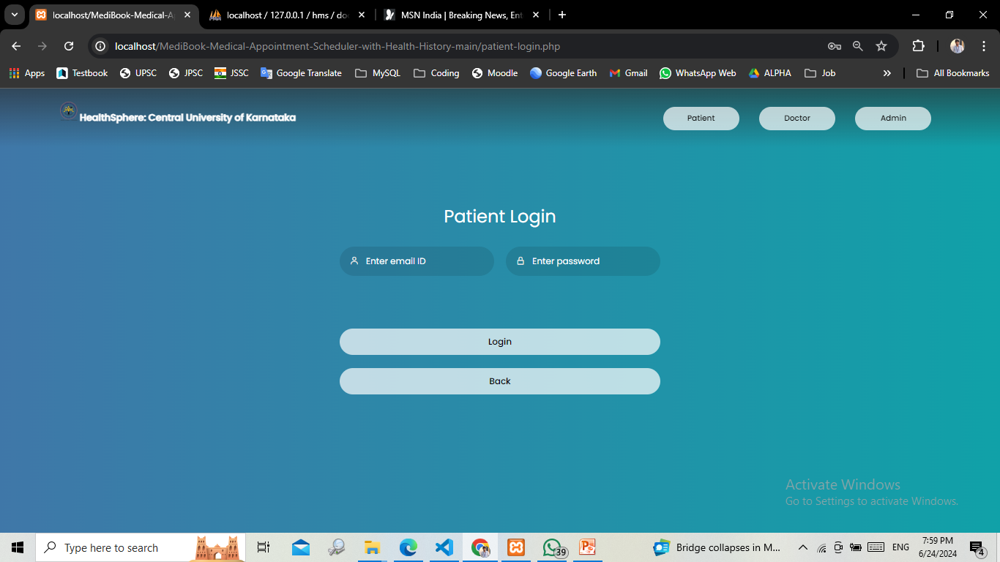 localhost/MediBook-Medical-Ap
localhost / 127.0.0.1 / hms / doc
MSN India | Breaking News, Ent
localhost/MediBook-Medical-Appointment-Scheduler-with-Health-History-main/patient-login.php
Apps Testbook UPSC JPSC JSSC Google Translate MySQL Coding Moodle Google Earth Gmail WhatsApp Web ALPHA Job » All Bookmarks
HealthSphere: Central University of Karnataka
Patient Doctor Admin
Patient Login
Enter email ID Enter password
Login
Back
Activate Windows
Go to Settings to activate Windows.
Type here to search 39 Bridge collapses in M... ENG 7:59 PM
6/24/2024 4